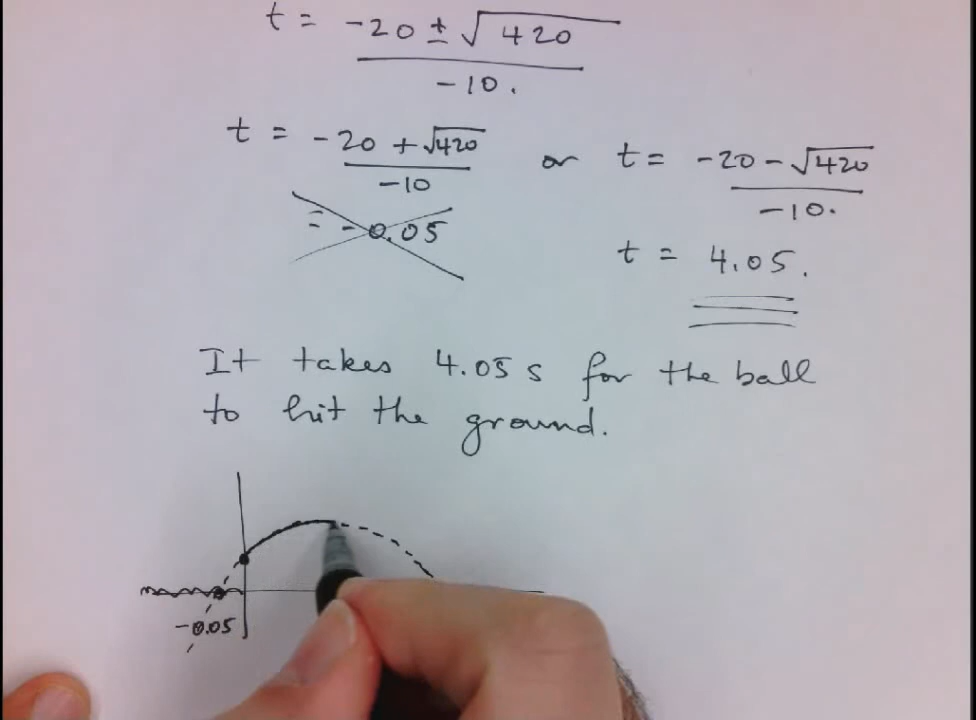 t = -20 ± √420
-10.
t = -20 + √420
-10
or t = -20 - √420
-10.
= -0.05
t = 4.05.
It takes 4.05 s for the ball
to hit the ground.
-0.05